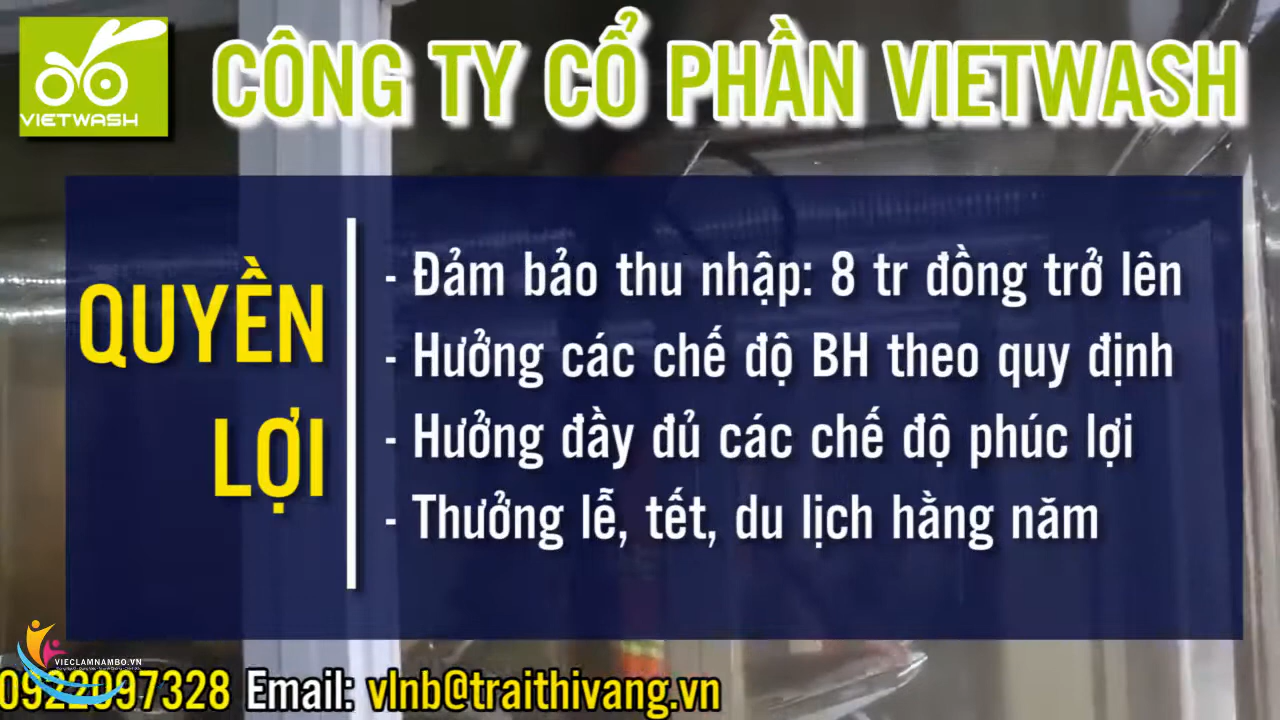 VIETWASH
CÔNG TY CỔ PHẦN VIETWASH
QUYỀN
LỢI
- Đảm bảo thu nhập: 8 tr đồng trở lên
- Hưởng các chế độ BH theo quy định
- Hưởng đầy đủ các chế độ phúc lợi
- Thưởng lễ, tết, du lịch hằng năm
VIECLAMNAMBO.VN
0922097328 Email: vlnb@traithivang.vn